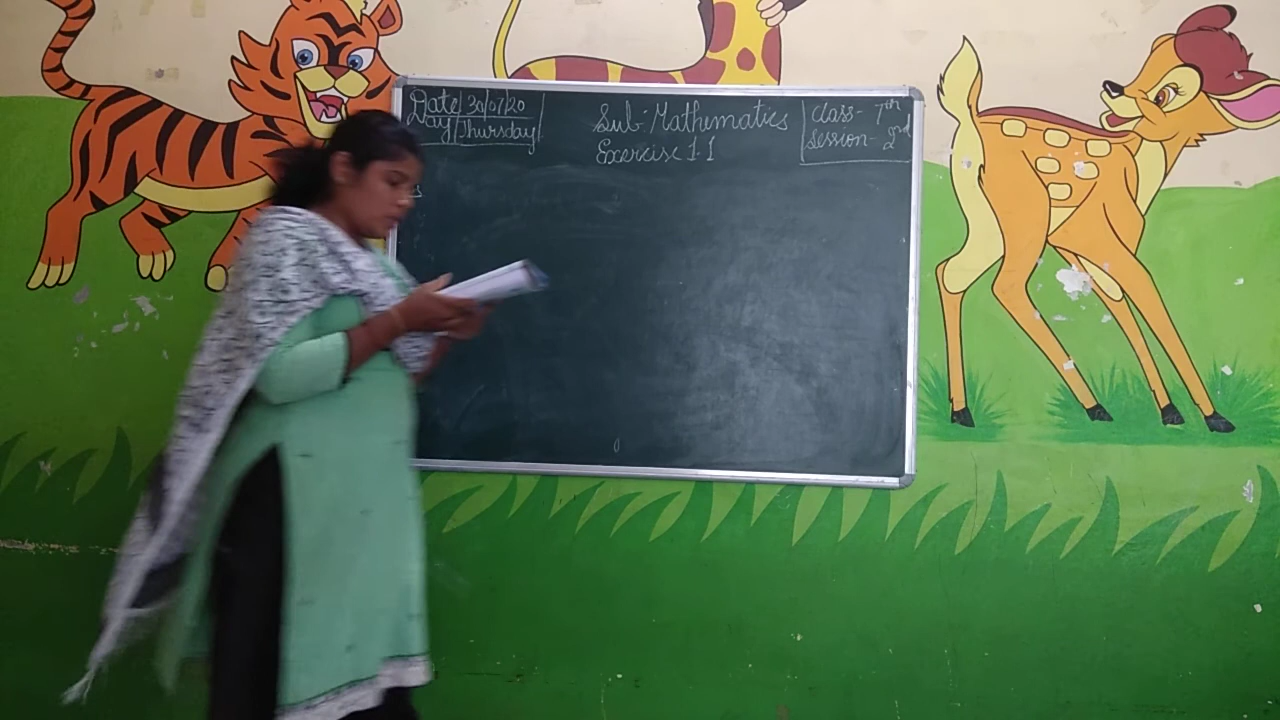 Date/30/07/20
Day/Thursday
Sub- Mathematics
Exercise 1.1
Class- 7th
Session- 2nd